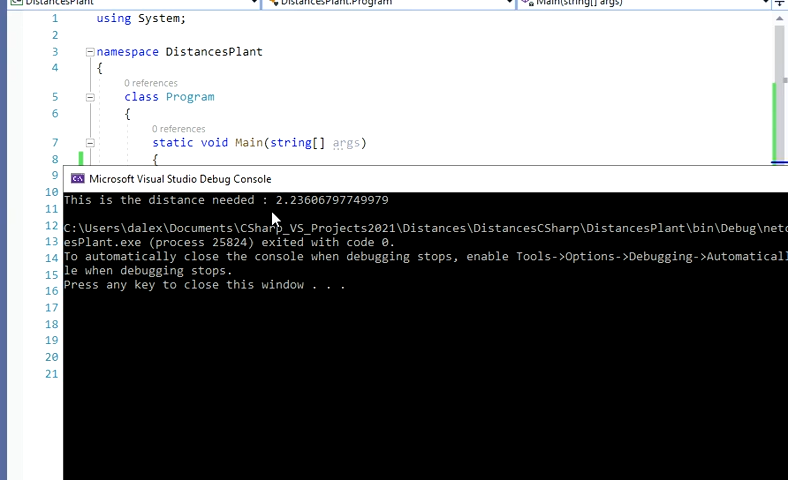 DistancesPlant
DistancesPlant.Program
Main(string[] args)
1 using System;
2
3 namespace DistancesPlant
4 {
0 references
5 class Program
6 {
0 references
7 static void Main(string[] args)
8 {
9
10
11
12
13
14
15
16
17
18
19
20
21
Microsoft Visual Studio Debug Console
This is the distance needed : 2.23606797749979
C:\Users\dalex\Documents\CSharp_VS_Projects2021\Distances\DistancesCSharp\DistancesPlant\bin\Debug\netc
esPlant.exe (process 25824) exited with code 0.
To automatically close the console when debugging stops, enable Tools->Options->Debugging->Automaticall
le when debugging stops.
Press any key to close this window . . .